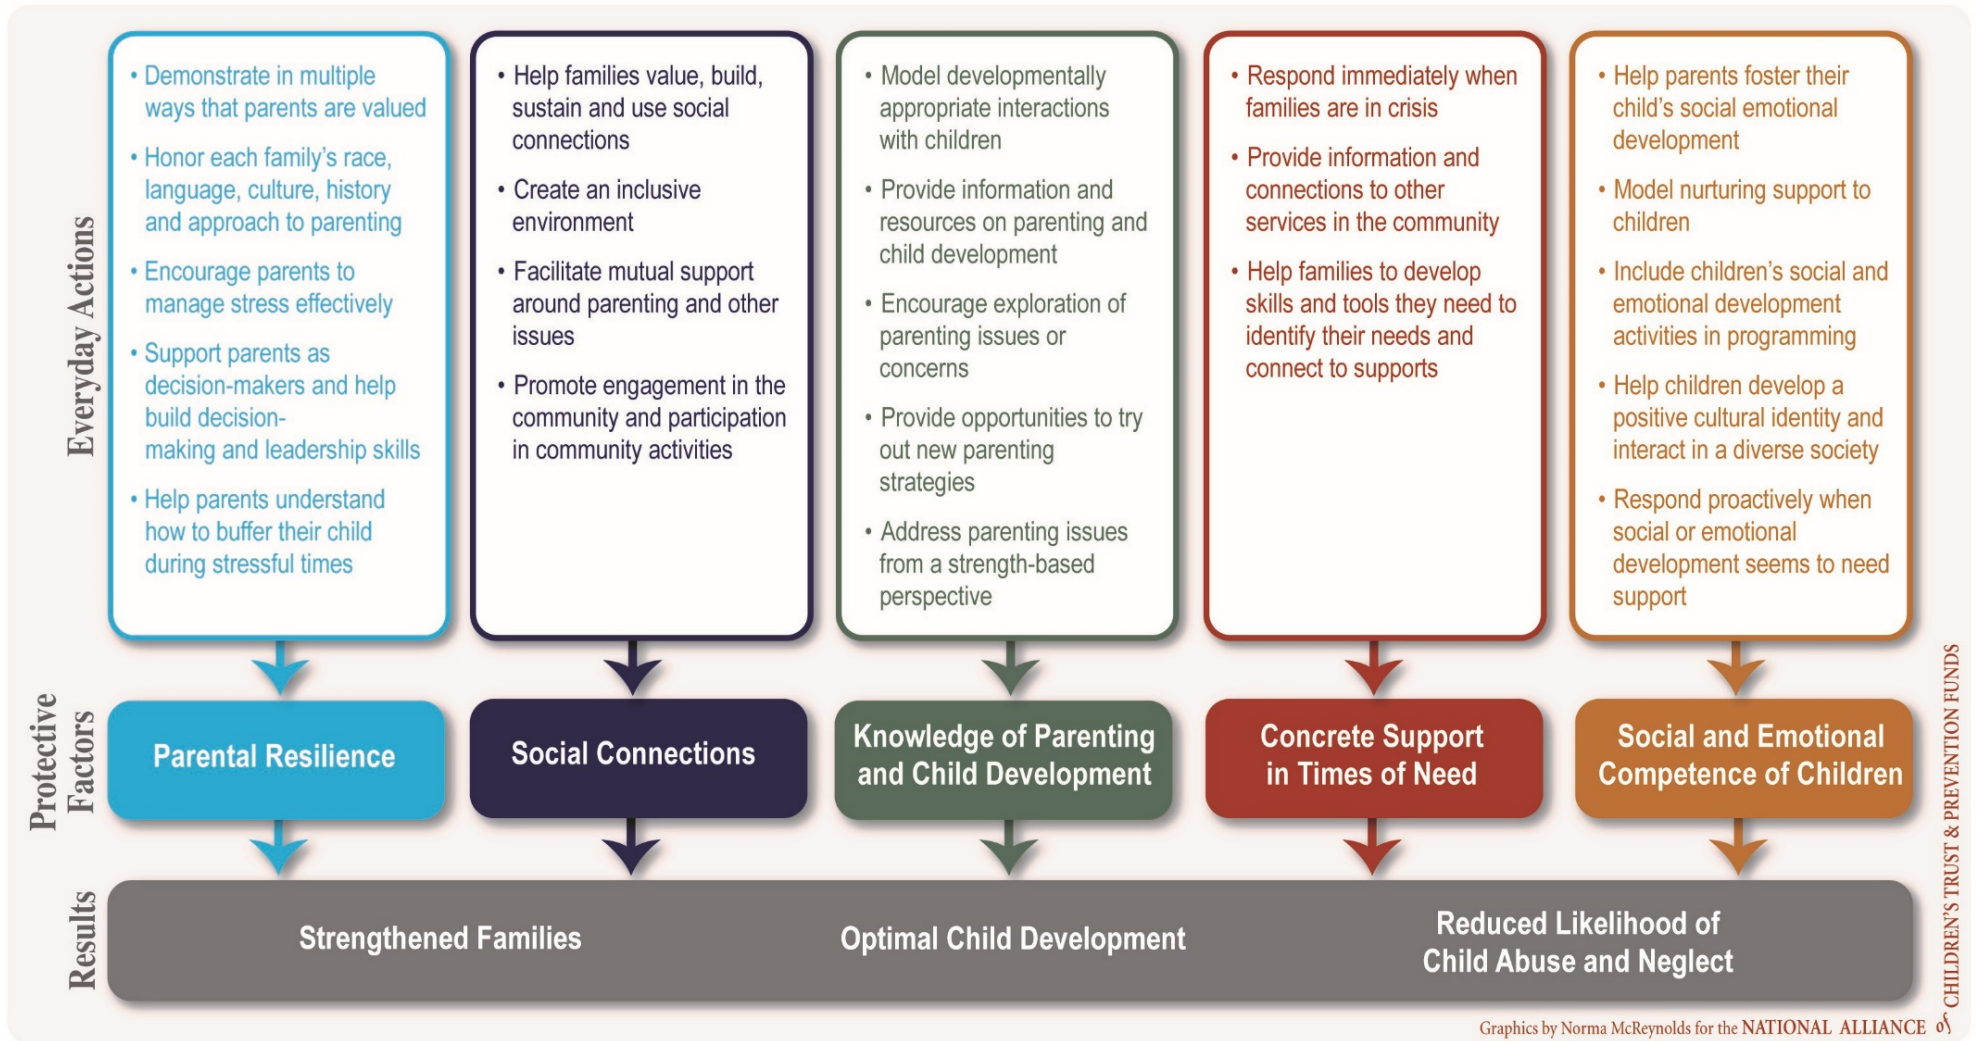 Everyday Actions
• Demonstrate in multiple
ways that parents are valued
• Honor each family’s race,
language, culture, history
and approach to parenting
• Encourage parents to
manage stress effectively
• Support parents as
decision-makers and help
build decision-
making and leadership skills
• Help parents understand
how to buffer their child
during stressful times
• Help families value, build,
sustain and use social
connections
• Create an inclusive
environment
• Facilitate mutual support
around parenting and other
issues
• Promote engagement in the
community and participation
in community activities
• Model developmentally
appropriate interactions
with children
• Provide information and
resources on parenting and
child development
• Encourage exploration of
parenting issues or
concerns
• Provide opportunities to try
out new parenting
strategies
• Address parenting issues
from a strength-based
perspective
• Respond immediately when
families are in crisis
• Provide information and
connections to other
services in the community
• Help families to develop
skills and tools they need to
identify their needs and
connect to supports
• Help parents foster their
child’s social emotional
development
• Model nurturing support to
children
• Include children’s social and
emotional development
activities in programming
• Help children develop a
positive cultural identity and
interact in a diverse society
• Respond proactively when
social or emotional
development seems to need
support
Protective
Factors
Parental Resilience
Social Connections
Knowledge of Parenting
and Child Development
Concrete Support
in Times of Need
Social and Emotional
Competence of Children
Results
Strengthened Families
Optimal Child Development
Reduced Likelihood of
Child Abuse and Neglect
Graphics by Norma McReynolds for the NATIONAL ALLIANCE of
CHILDREN’S TRUST & PREVENTION FUNDS